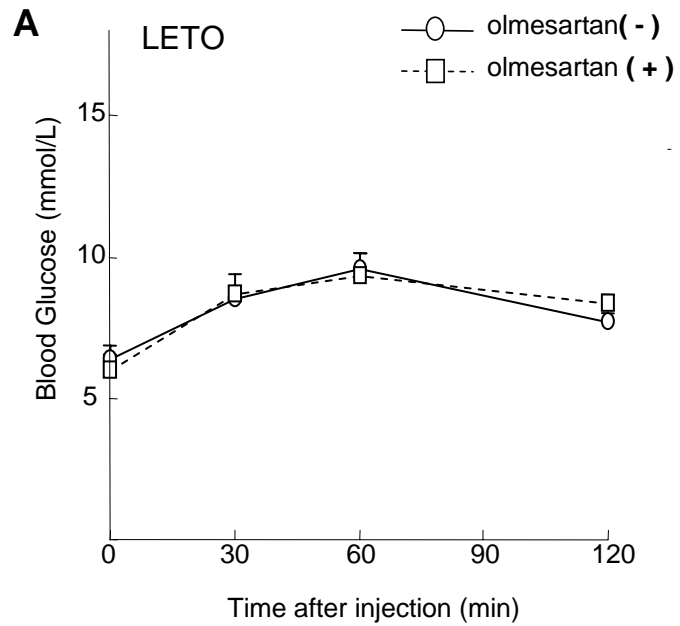 A
LETO
olmesartan( - )
olmesartan ( + )
Blood Glucose (mmol/L)
15
10
5
0 30 60 90 120
Time after injection (min)